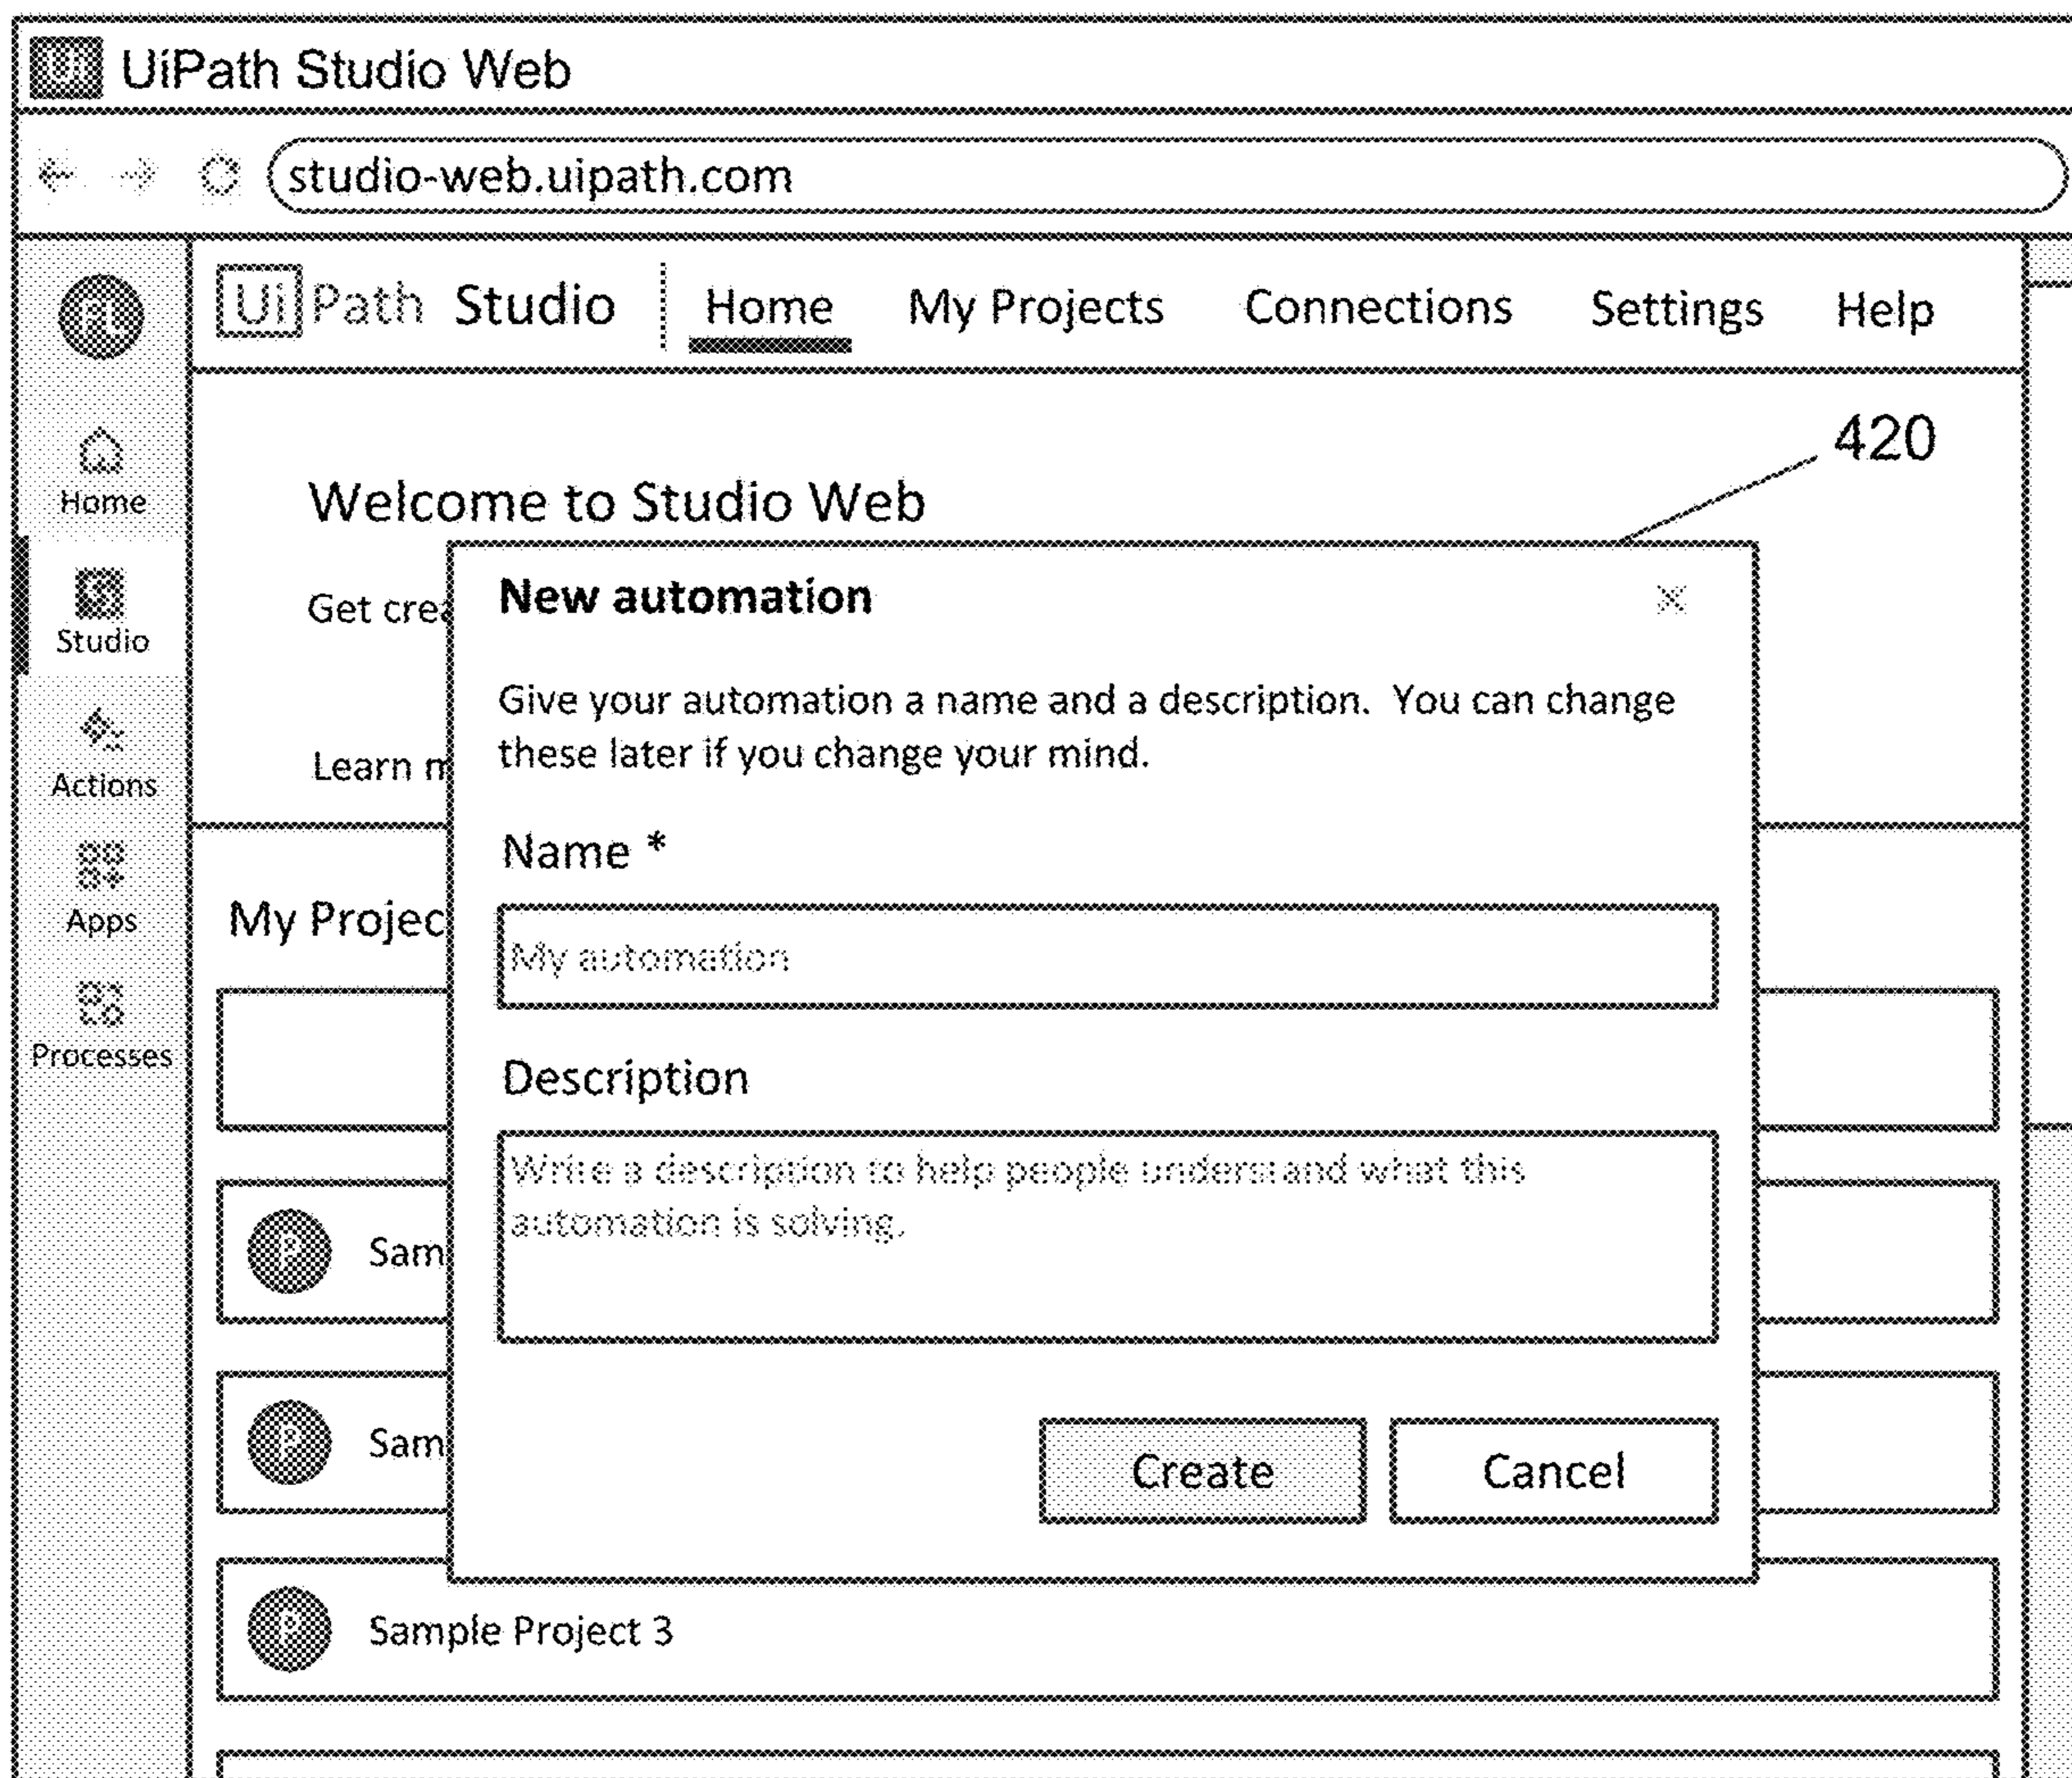 Ui UiPath Studio Web
studio-web.uipath.com
UiPath Studio Home My Projects Connections Settings Help
Home
Studio
Actions
Apps
Processes
420
Welcome to Studio Web
Get crea
Learn m
My Projec
New automation
Give your automation a name and a description. You can change
these later if you change your mind.
Name *
My automation
Description
Write a description to help people understand what this
automation is solving.
Create Cancel
P Sam
P Sam
P Sample Project 3